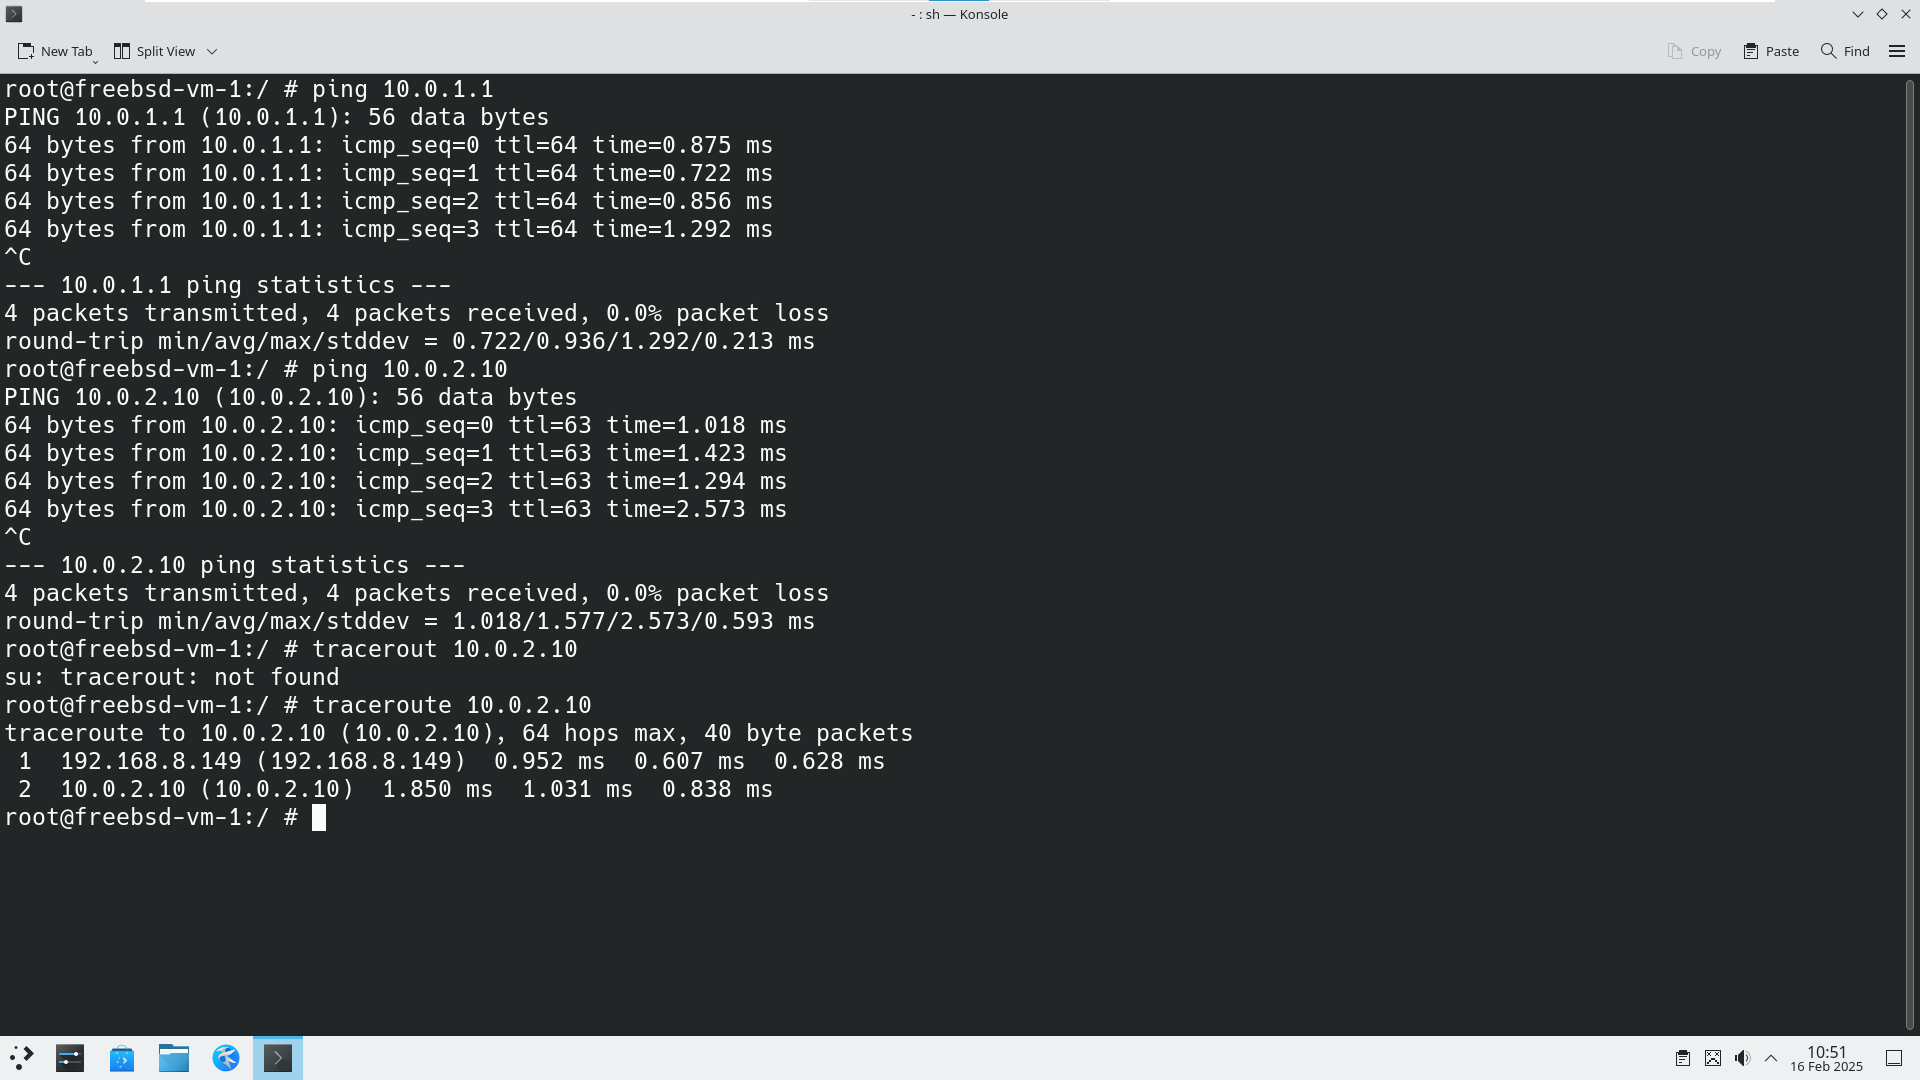 - : sh — Konsole
New Tab
Split View
Copy
Paste
Find
root@freebsd-vm-1:/ # ping 10.0.1.1
PING 10.0.1.1 (10.0.1.1): 56 data bytes
64 bytes from 10.0.1.1: icmp_seq=0 ttl=64 time=0.875 ms
64 bytes from 10.0.1.1: icmp_seq=1 ttl=64 time=0.722 ms
64 bytes from 10.0.1.1: icmp_seq=2 ttl=64 time=0.856 ms
64 bytes from 10.0.1.1: icmp_seq=3 ttl=64 time=1.292 ms
^C
--- 10.0.1.1 ping statistics ---
4 packets transmitted, 4 packets received, 0.0% packet loss
round-trip min/avg/max/stddev = 0.722/0.936/1.292/0.213 ms
root@freebsd-vm-1:/ # ping 10.0.2.10
PING 10.0.2.10 (10.0.2.10): 56 data bytes
64 bytes from 10.0.2.10: icmp_seq=0 ttl=63 time=1.018 ms
64 bytes from 10.0.2.10: icmp_seq=1 ttl=63 time=1.423 ms
64 bytes from 10.0.2.10: icmp_seq=2 ttl=63 time=1.294 ms
64 bytes from 10.0.2.10: icmp_seq=3 ttl=63 time=2.573 ms
^C
--- 10.0.2.10 ping statistics ---
4 packets transmitted, 4 packets received, 0.0% packet loss
round-trip min/avg/max/stddev = 1.018/1.577/2.573/0.593 ms
root@freebsd-vm-1:/ # tracerout 10.0.2.10
su: tracerout: not found
root@freebsd-vm-1:/ # traceroute 10.0.2.10
traceroute to 10.0.2.10 (10.0.2.10), 64 hops max, 40 byte packets
 1  192.168.8.149 (192.168.8.149)  0.952 ms  0.607 ms  0.628 ms
 2  10.0.2.10 (10.0.2.10)  1.850 ms  1.031 ms  0.838 ms
root@freebsd-vm-1:/ #
10:51
16 Feb 2025